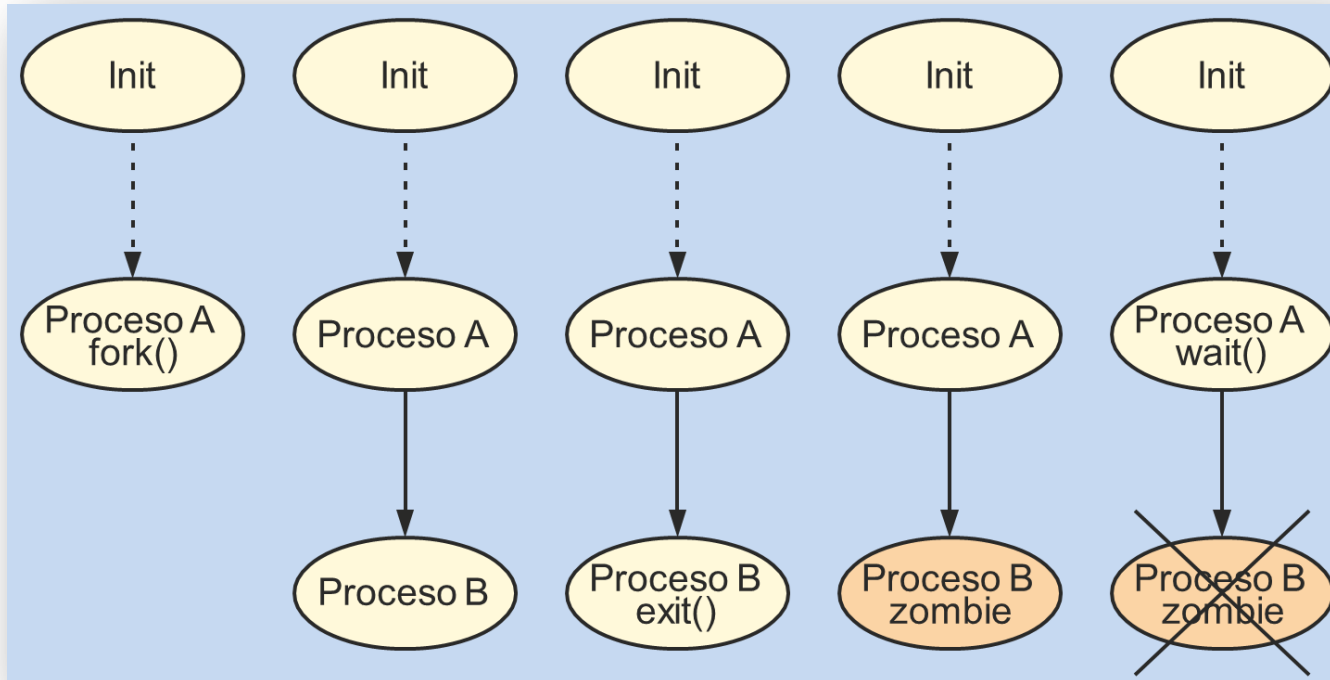 Init
Init
Init
Init
Init
Proceso A
fork()
Proceso A
Proceso A
Proceso A
Proceso A
wait()
Proceso B
Proceso B
exit()
Proceso B
zombie
Proceso B
zombie